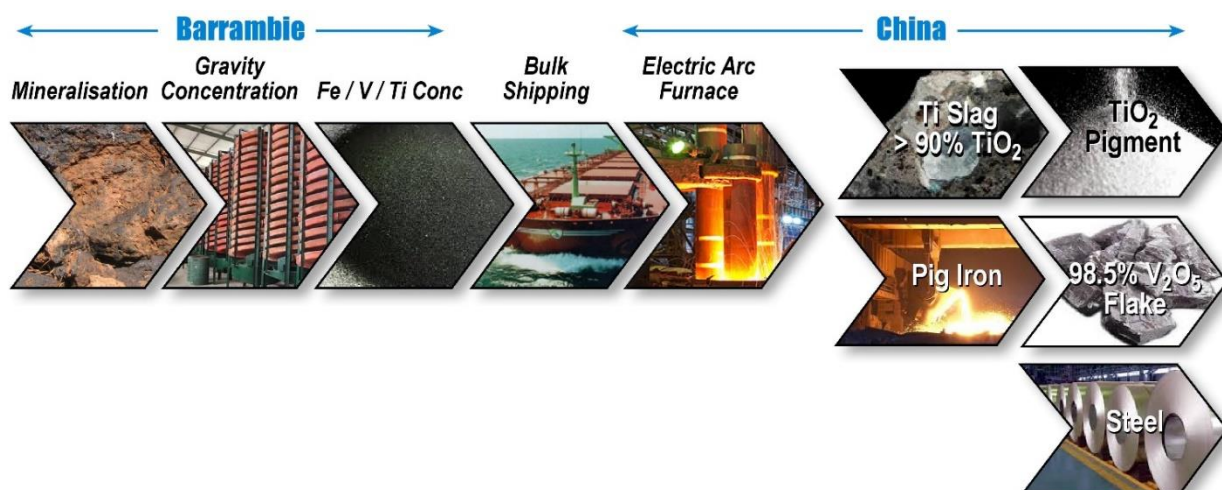 Barrambie
China
Mineralisation
Gravity
Concentration
Fe / V / Ti Conc
Bulk
Shipping
Electric Arc
Furnace
Ti Slag
> 90% TiO₂
TiO₂
Pigment
Pig Iron
98.5% V₂O₅
Flake
Steel